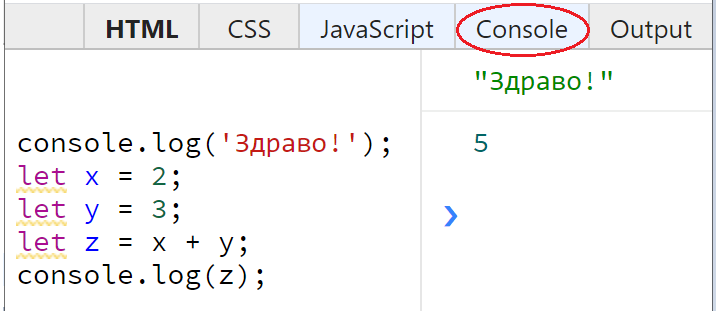 HTML CSS JavaScript Console Output
console.log('Здраво!');
let x = 2;
let y = 3;
let z = x + y;
console.log(z);
"Здраво!"
5
❯